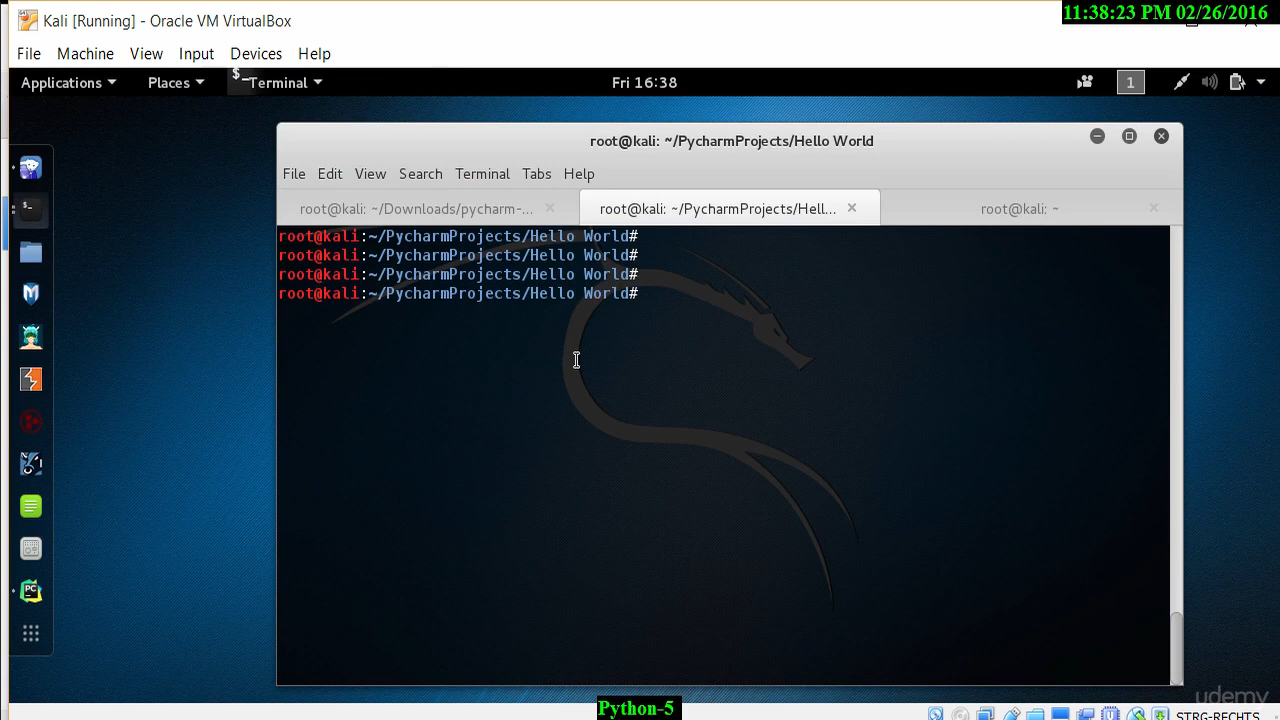 Kali [Running] - Oracle VM VirtualBox
11:38:23 PM 02/26/2016
File Machine View Input Devices Help
Applications Places Terminal Fri 16:38 1
root@kali: ~/PycharmProjects/Hello World
File Edit View Search Terminal Tabs Help
root@kali: ~/Downloads/pycharm-... root@kali: ~/PycharmProjects/Hell... root@kali: ~
root@kali:~/PycharmProjects/Hello World#
root@kali:~/PycharmProjects/Hello World#
root@kali:~/PycharmProjects/Hello World#
root@kali:~/PycharmProjects/Hello World#
PC
udemy
Python-5
STRG-RECHTS